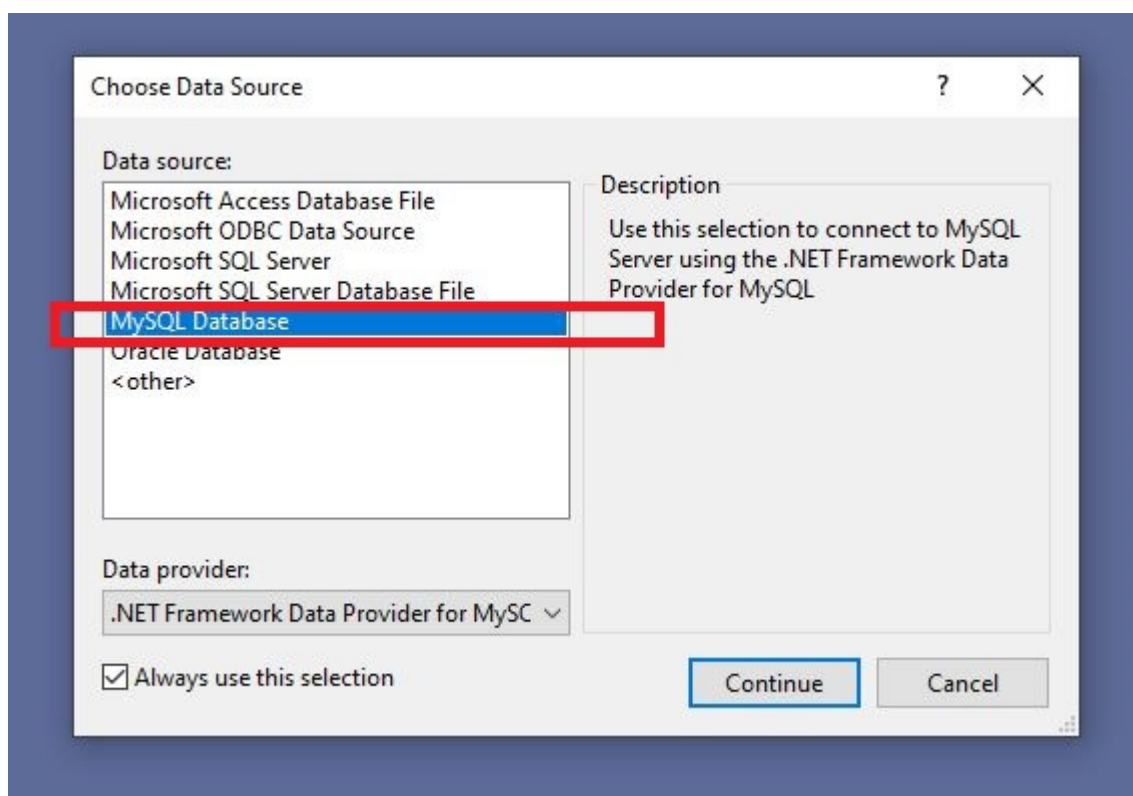 Choose Data Source
?
Data source:
Microsoft Access Database File
Microsoft ODBC Data Source
Microsoft SQL Server
Microsoft SQL Server Database File
MySQL Database
Oracle Database
<other>
Description
Use this selection to connect to MySQL
Server using the .NET Framework Data
Provider for MySQL
Data provider:
.NET Framework Data Provider for MySC
Always use this selection
Continue
Cancel